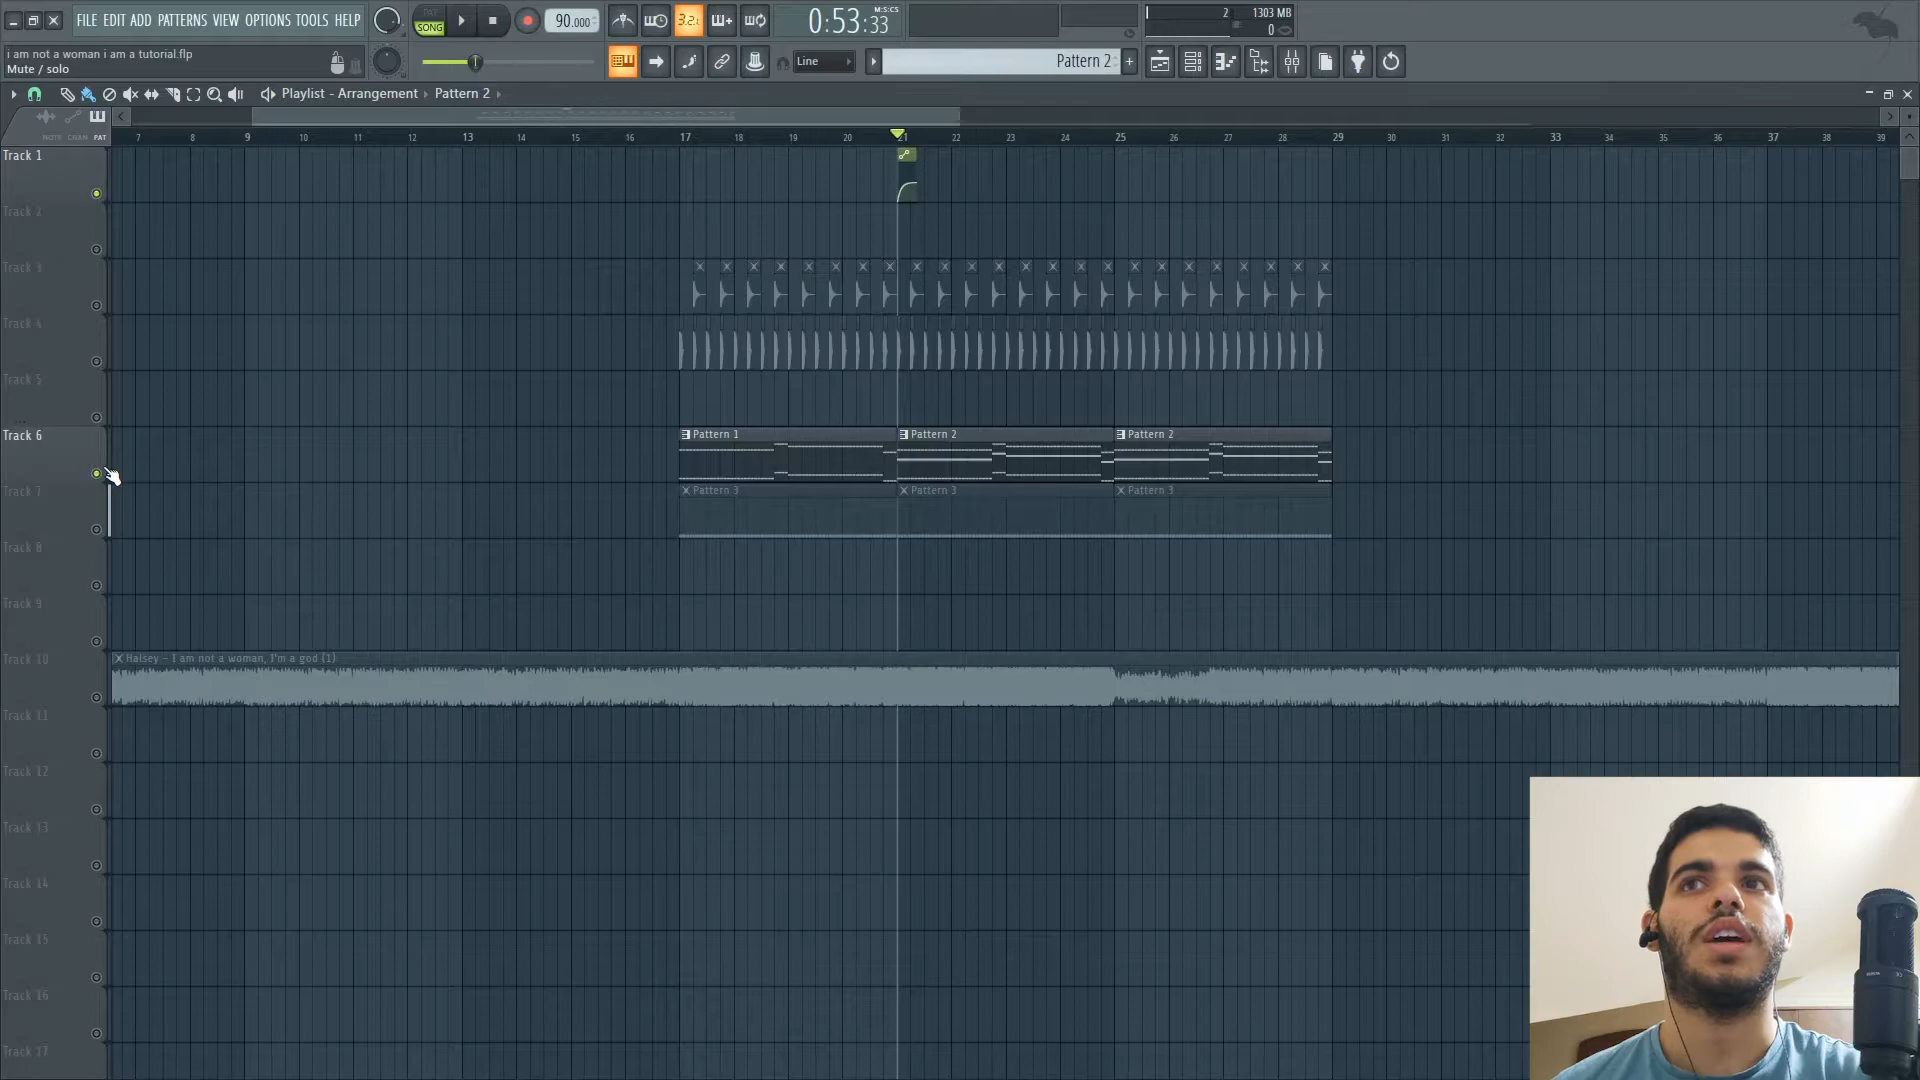 FILE EDIT ADD PATTERNS VIEW OPTIONS TOOLS HELP
PAT
SONG
90.000
3.2.
0:53:33
M:S:CS
2
1303 MB
0
i am not a woman i am a tutorial.flp
Mute / solo
Line
Pattern 2
Playlist - Arrangement
Pattern 2
NOTE CHAN PAT
7 8 9 10 11 12 13 14 15 16 17 18 19 20 21 22 23 24 25 26 27 28 29 30 31 32 33 34 35 36 37 38 39
Track 1
Track 2
Track 3
Track 4
Track 5
Track 6
Pattern 1
Pattern 2
Pattern 2
Track 7
Pattern 3
Pattern 3
Pattern 3
Track 8
Track 9
Track 10
Halsey - I am not a woman, I'm a god (1)
Track 11
Track 12
Track 13
Track 14
Track 15
Track 16
Track 17